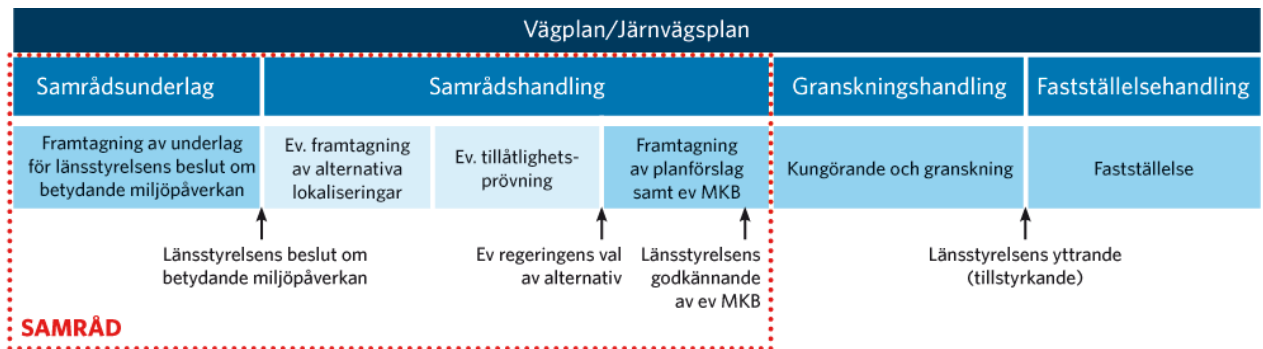 Vägplan/Järnvägsplan
Samrådsunderlag
Samrådshandling
Granskningshandling
Fastställelsehandling
Framtagning av underlag
för länsstyrelsens beslut om
betydande miljöpåverkan
Ev. framtagning
av alternativa
lokaliseringar
Ev. tillåtlighets-
prövning
Framtagning
av planförslag
samt ev MKB
Kungörande och granskning
Fastställelse
Länsstyrelsens beslut om
betydande miljöpåverkan
Ev regeringens val
av alternativ
Länsstyrelsens
godkännande
av ev MKB
Länsstyrelsens yttrande
(tillstyrkande)
SAMRÅD